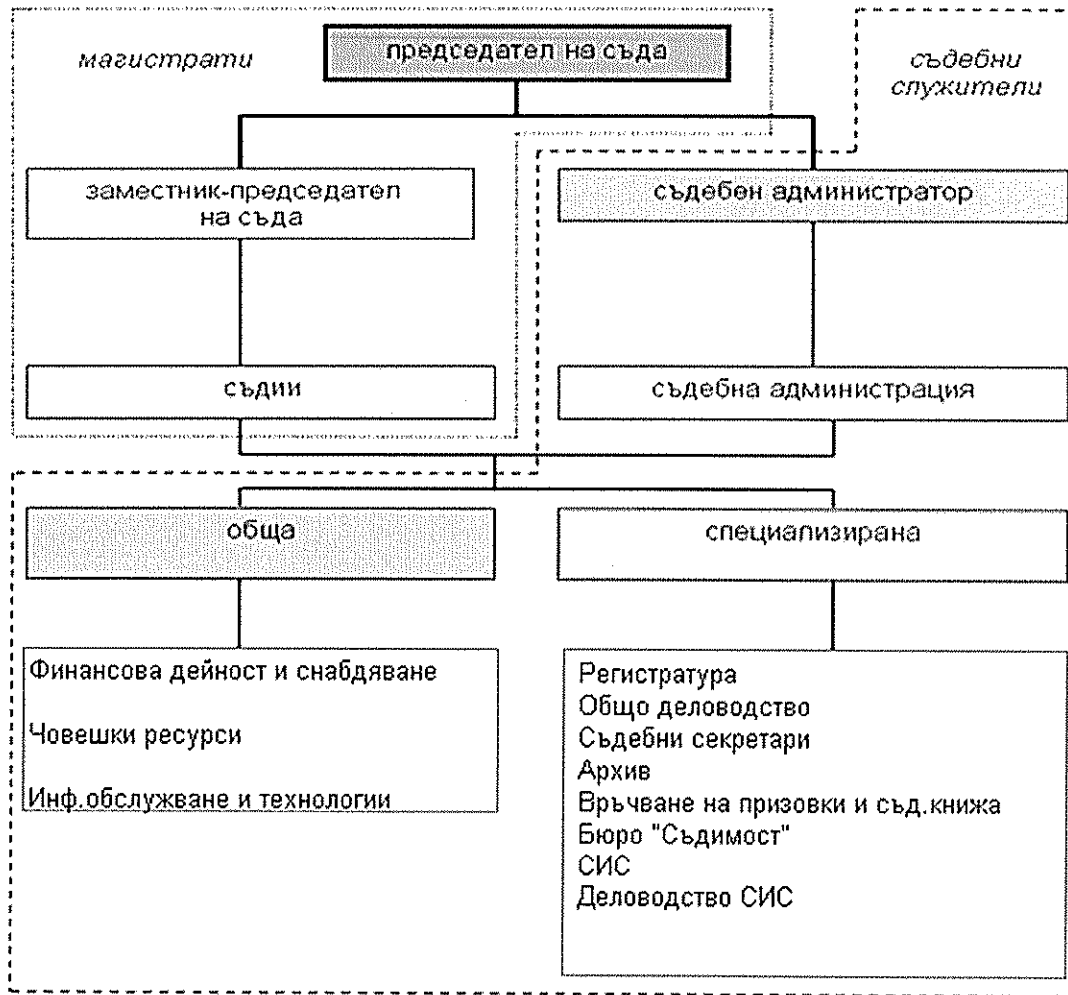 магистрати
председател на съда
съдебни
служители
заместник-председател
на съда
съдебен администратор
съдии
съдебна администрация
обща
специализирана
Финансова дейност и снабдяване
Човешки ресурси
Инф.обслужване и технологии
Регистратура
Общо деловодство
Съдебни секретари
Архив
Връчване на призовки и съд.книжа
Бюро "Съдимост"
СИС
Деловодство СИС